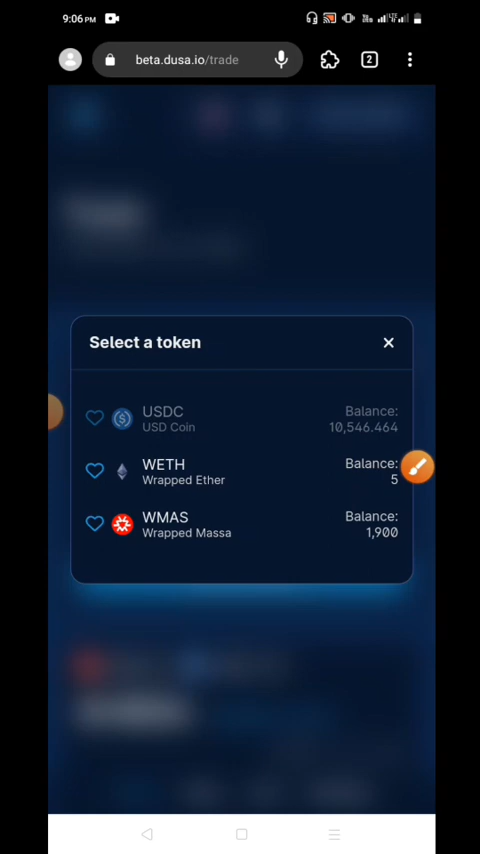 9:06 PM
beta.dusa.io/trade
2
Select a token
USDC
USD Coin
Balance:
10,546.464
WETH
Wrapped Ether
Balance:
5
WMAS
Wrapped Massa
Balance:
1,900